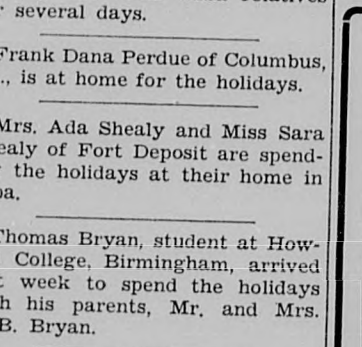 several days.
Frank Dana Perdue of Columbus,
., is at home for the holidays.
Mrs. Ada Shealy and Miss Sara
ealy of Fort Deposit are spend-
the holidays at their home in
Thomas Bryan, student at How-
College, Birmingham, arrived
week to spend the holidays
h his parents, Mr. and Mrs.
B. Bryan.